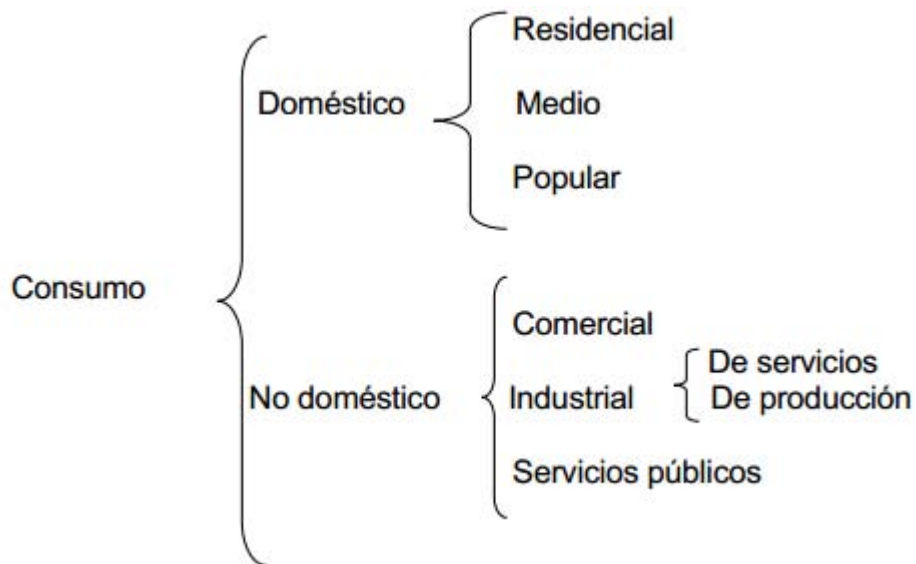 Consumo
Doméstico
Residencial
Medio
Popular
No doméstico
Comercial
Industrial
De servicios
De producción
Servicios públicos